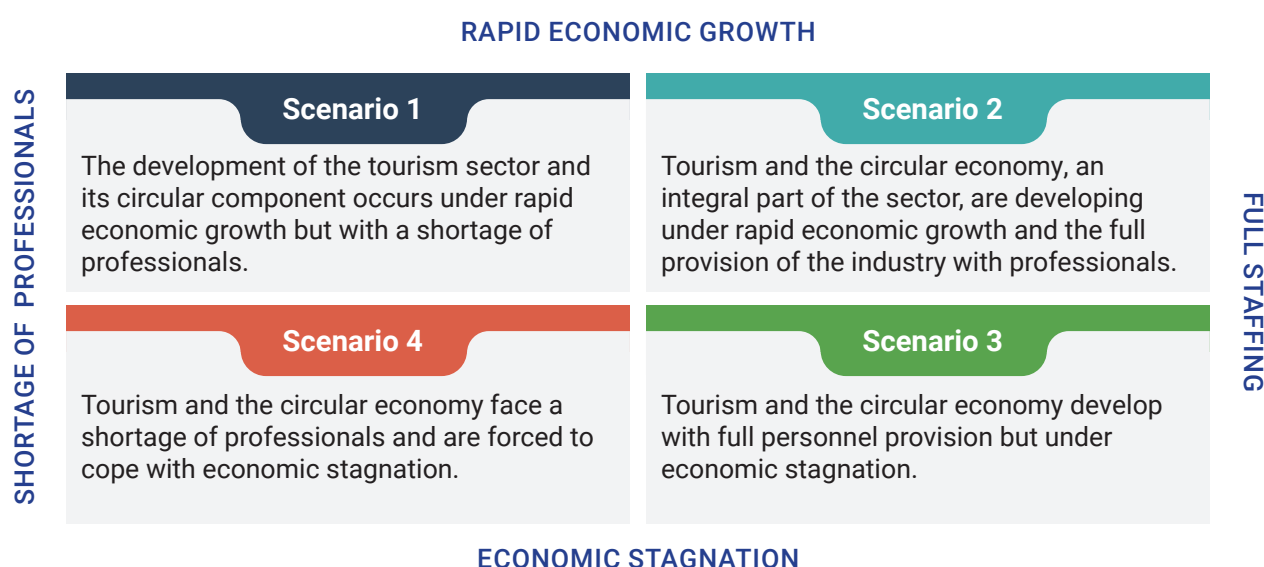 RAPID ECONOMIC GROWTH
SHORTAGE OF PROFESSIONALS
Scenario 1
The development of the tourism sector and
its circular component occurs under rapid
economic growth but with a shortage of
professionals.
Scenario 2
Tourism and the circular economy, an
integral part of the sector, are developing
under rapid economic growth and the full
provision of the industry with professionals.
FULL STAFFING
Scenario 4
Tourism and the circular economy face a
shortage of professionals and are forced to
cope with economic stagnation.
Scenario 3
Tourism and the circular economy develop
with full personnel provision but under
economic stagnation.
ECONOMIC STAGNATION